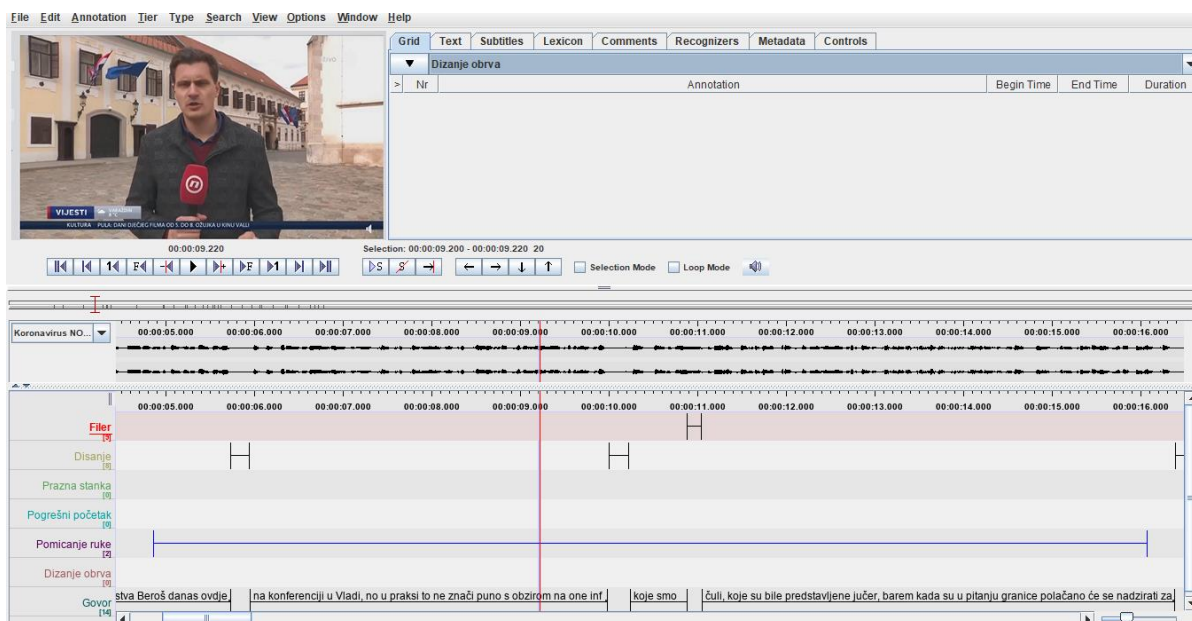 File Edit Annotation Tier Type Search View Options Window Help
Grid Text Subtitles Lexicon Comments Recognizers Metadata Controls
Dizanje obrva
> Nr Annotation Begin Time End Time Duration
VIJESTI
KULTURA PULA: DANI DJEČJEG FILMA OD 5. DO 8. OŽUJKA U KINU VALLI
00:00:09.220 Selection: 00:00:09.200 - 00:00:09.220 20
Selection Mode Loop Mode
Koronavirus NO... 00:00:05.000 00:00:06.000 00:00:07.000 00:00:08.000 00:00:09.000 00:00:10.000 00:00:11.000 00:00:12.000 00:00:13.000 00:00:14.000 00:00:15.000 00:00:16.000
00:00:05.000 00:00:06.000 00:00:07.000 00:00:08.000 00:00:09.000 00:00:10.000 00:00:11.000 00:00:12.000 00:00:13.000 00:00:14.000 00:00:15.000 00:00:16.000
Filer
[9]
Disanje
[8]
Prazna stanka
[0]
Pogrešni početak
[0]
Pomicanje ruke
[2]
Dizanje obrva
[0]
Govor stva Beroš danas ovdje na konferenciji u Vladi, no u praksi to ne znači puno s obzirom na one inf koje smo čuli, koje su bile predstavljene jučer, barem kada su u pitanju granice polačano će se nadzirati za
[14]